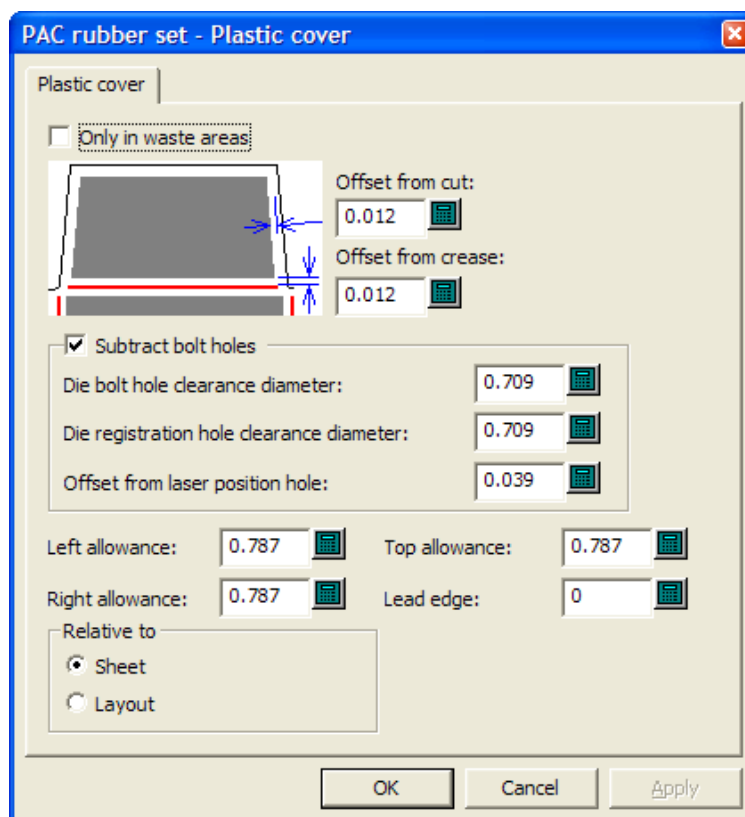 PAC rubber set - Plastic cover
Plastic cover
Only in waste areas
Offset from cut:
0.012
Offset from crease:
0.012
Subtract bolt holes
Die bolt hole clearance diameter: 0.709
Die registration hole clearance diameter: 0.709
Offset from laser position hole: 0.039
Left allowance: 0.787 Top allowance: 0.787
Right allowance: 0.787 Lead edge: 0
Relative to
Sheet
Layout
OK Cancel Apply